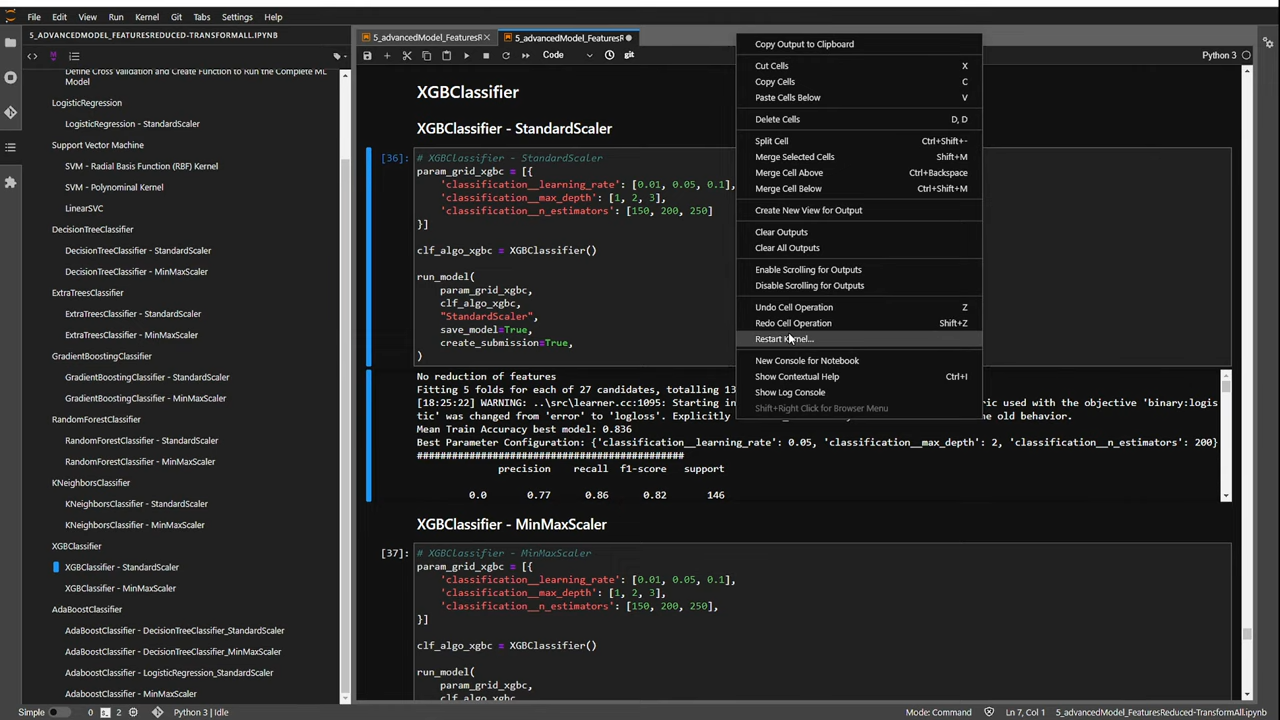 File Edit View Run Kernel Git Tabs Settings Help
5_ADVANCEDMODEL_FEATURESREDUCED-TRANSFORMALL.IPYNB
Define Cross Validation and Create Function to Run the Complete ML
Model
LogisticRegression
LogisticRegression - StandardScaler
Support Vector Machine
SVM - Radial Basis Function (RBF) Kernel
SVM - Polynominal Kernel
LinearSVC
DecisionTreeClassifier
DecisionTreeClassifier - StandardScaler
DecisionTreeClassifier - MinMaxScaler
ExtraTreesClassifier
ExtraTreesClassifier - StandardScaler
ExtraTreesClassifier - MinMaxScaler
GradientBoostingClassifier
GradientBoostingClassifier - StandardScaler
GradientBoostingClassifier - MinMaxScaler
RandomForestClassifier
RandomForestClassifier - StandardScaler
RandomForestClassifier - MinMaxScaler
KNeighborsClassifier
KNeighborsClassifier - StandardScaler
KNeighborsClassifier - MinMaxScaler
XGBClassifier
XGBClassifier - StandardScaler
XGBClassifier - MinMaxScaler
AdaBoostClassifier
AdaBoostClassifier - DecisionTreeClassifier_StandardScaler
AdaBoostClassifier - DecisionTreeClassifier_MinMaxScaler
Adaboostclassifier - LogisticRegression_StandardScaler
Adaboostclassifier - MinMaxScaler
5_advancedModel_FeaturesR × 5_advancedModel_FeaturesR
Code git Python 3
XGBClassifier
XGBClassifier - StandardScaler
[36]: # XGBClassifier - StandardScaler
param_grid_xgbc = [{
'classification__learning_rate': [0.01, 0.05, 0.1],
'classification__max_depth': [1, 2, 3],
'classification__n_estimators': [150, 200, 250]
}]
clf_algo_xgbc = XGBClassifier()
run_model(
param_grid_xgbc,
clf_algo_xgbc,
"StandardScaler",
save_model=True,
create_submission=True,
)
No reduction of features
Fitting 5 folds for each of 27 candidates, totalling 13
[18:25:22] WARNING: ..\src\learner.cc:1095: Starting in ric used with the objective 'binary:logis
tic' was changed from 'error' to 'logloss'. Explicitly the old behavior.
Mean Train Accuracy best model: 0.836
Best Parameter Configuration: {'classification__learning_rate': 0.05, 'classification__max_depth': 2, 'classification__n_estimators': 200}
##############################################
precision recall f1-score support
0.0 0.77 0.86 0.82 146
XGBClassifier - MinMaxScaler
[37]: # XGBClassifier - MinMaxScaler
param_grid_xgbc = [{
'classification__learning_rate': [0.01, 0.05, 0.1],
'classification__max_depth': [1, 2, 3],
'classification__n_estimators': [150, 200, 250],
}]
clf_algo_xgbc = XGBClassifier()
run_model(
param_grid_xgbc,
clf_algo_xgbc,
Copy Output to Clipboard
Cut Cells X
Copy Cells C
Paste Cells Below V
Delete Cells D, D
Split Cell Ctrl+Shift+-
Merge Selected Cells Shift+M
Merge Cell Above Ctrl+Backspace
Merge Cell Below Ctrl+Shift+M
Create New View for Output
Clear Outputs
Clear All Outputs
Enable Scrolling for Outputs
Disable Scrolling for Outputs
Undo Cell Operation Z
Redo Cell Operation Shift+Z
Restart Kernel...
New Console for Notebook
Show Contextual Help Ctrl+I
Show Log Console
Shift+Right Click for Browser Menu
Simple 0 2 Python 3 | Idle Mode: Command Ln 7, Col 1 5_advancedModel_FeaturesReduced-TransformAll.ipynb